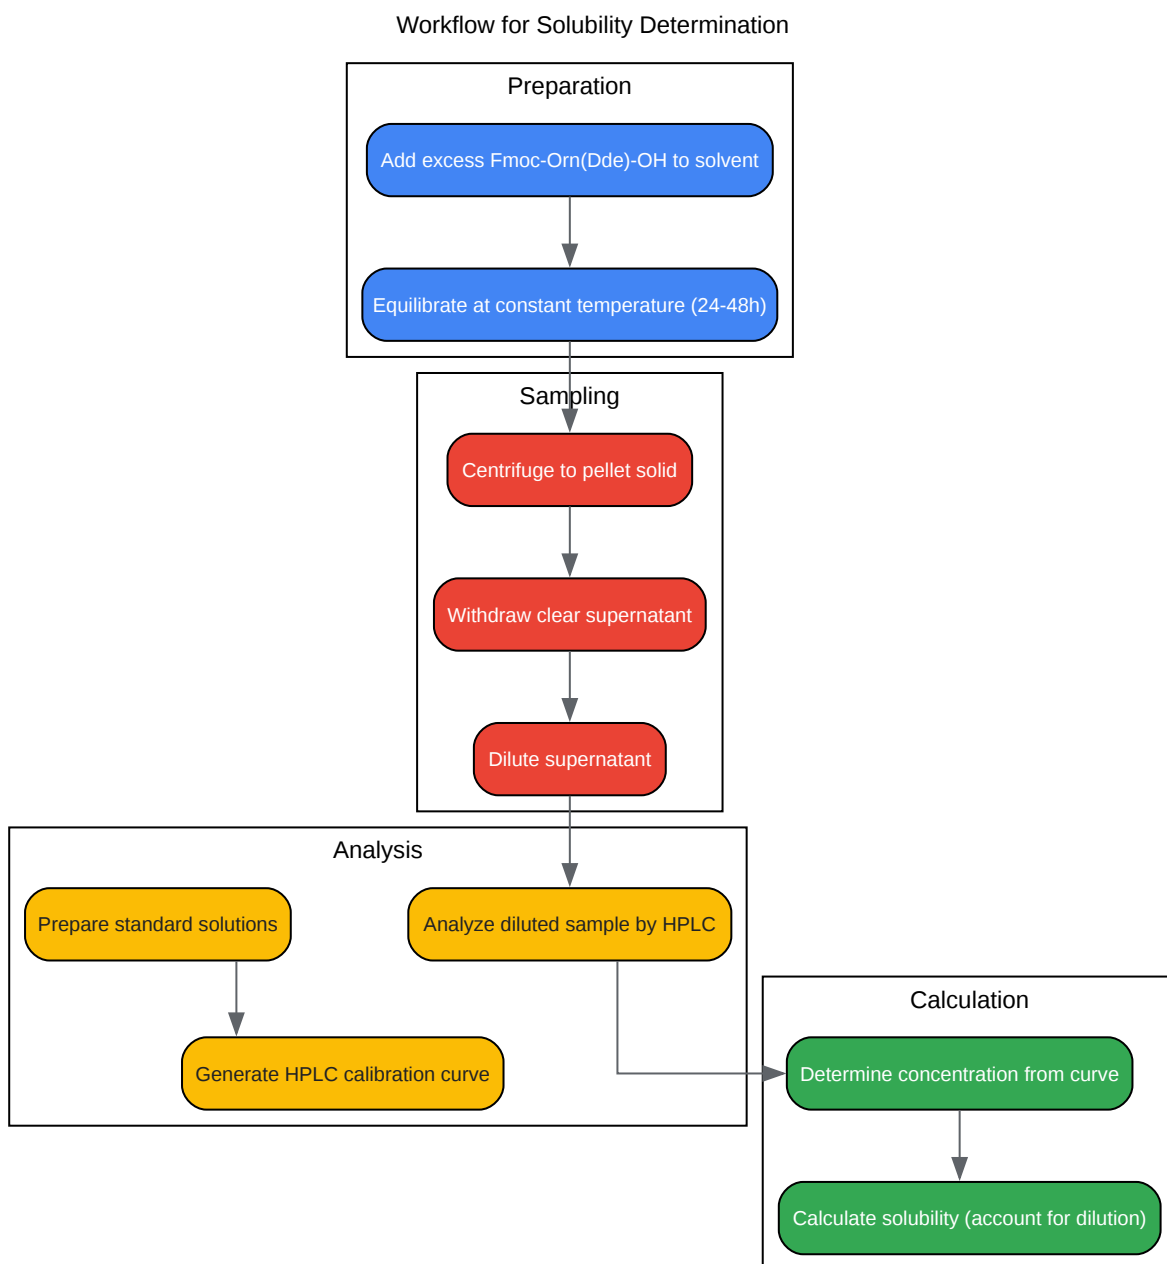 Workflow for Solubility Determination
Preparation
Add excess Fmoc-Orn(Dde)-OH to solvent
Equilibrate at constant temperature (24-48h)
Sampling
Centrifuge to pellet solid
Withdraw clear supernatant
Dilute supernatant
Analysis
Prepare standard solutions
Analyze diluted sample by HPLC
Generate HPLC calibration curve
Calculation
Determine concentration from curve
Calculate solubility (account for dilution)